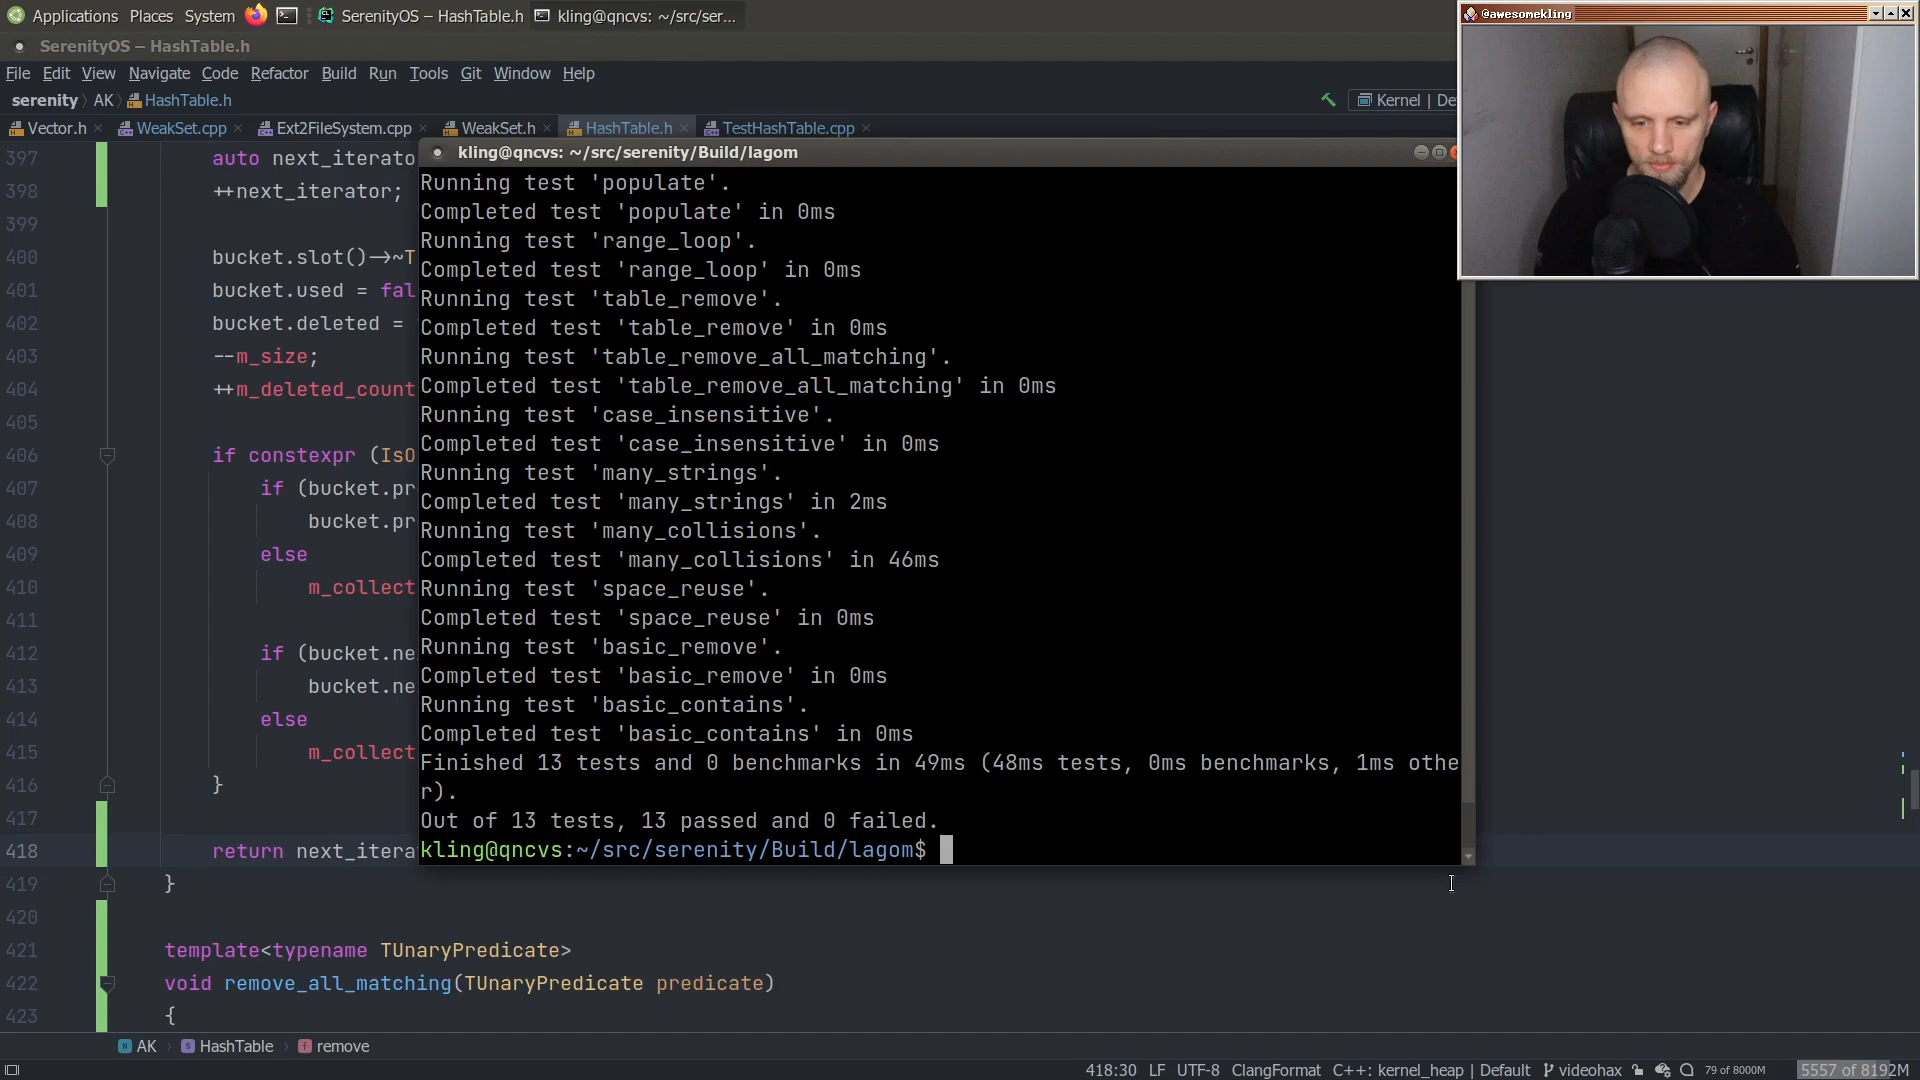 Applications Places System SerenityOS – HashTable.h kling@qncvs: ~/src/ser...
@awesomekling
SerenityOS – HashTable.h
File Edit View Navigate Code Refactor Build Run Tools Git Window Help
serenity AK HashTable.h Kernel | De
Vector.h WeakSet.cpp Ext2FileSystem.cpp WeakSet.h HashTable.h TestHashTable.cpp
kling@qncvs: ~/src/serenity/Build/lagom
397 auto next_iterato
398 ++next_iterator;
399
400 bucket.slot()->~T
401 bucket.used = fal
402 bucket.deleted =
403 --m_size;
404 ++m_deleted_count
405
406 if constexpr (IsO
407 if (bucket.pr
408 bucket.pr
409 else
410 m_collect
411
412 if (bucket.ne
413 bucket.ne
414 else
415 m_collect
416 }
417
418 return next_itera
419 }
420
421 template<typename TUnaryPredicate>
422 void remove_all_matching(TUnaryPredicate predicate)
423 {
Running test 'populate'.
Completed test 'populate' in 0ms
Running test 'range_loop'.
Completed test 'range_loop' in 0ms
Running test 'table_remove'.
Completed test 'table_remove' in 0ms
Running test 'table_remove_all_matching'.
Completed test 'table_remove_all_matching' in 0ms
Running test 'case_insensitive'.
Completed test 'case_insensitive' in 0ms
Running test 'many_strings'.
Completed test 'many_strings' in 2ms
Running test 'many_collisions'.
Completed test 'many_collisions' in 46ms
Running test 'space_reuse'.
Completed test 'space_reuse' in 0ms
Running test 'basic_remove'.
Completed test 'basic_remove' in 0ms
Running test 'basic_contains'.
Completed test 'basic_contains' in 0ms
Finished 13 tests and 0 benchmarks in 49ms (48ms tests, 0ms benchmarks, 1ms othe
r).
Out of 13 tests, 13 passed and 0 failed.
kling@qncvs:~/src/serenity/Build/lagom$
AK HashTable remove
418:30 LF UTF-8 ClangFormat C++: kernel_heap | Default videohax 79 of 8000M 5557 of 8192M